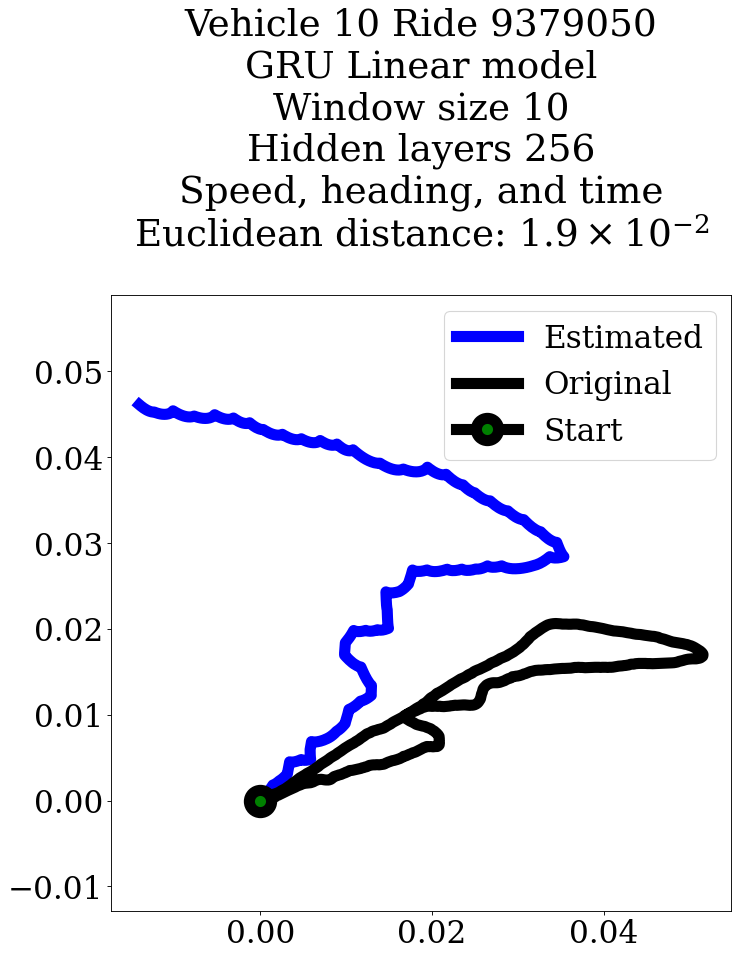 Vehicle 10 Ride 9379050
GRU Linear model
Window size 10
Hidden layers 256
Speed, heading, and time
Euclidean distance: 1.9 × 10⁻²
Estimated
Original
Start
0.05
0.04
0.03
0.02
0.01
0.00
−0.01
0.00 0.02 0.04